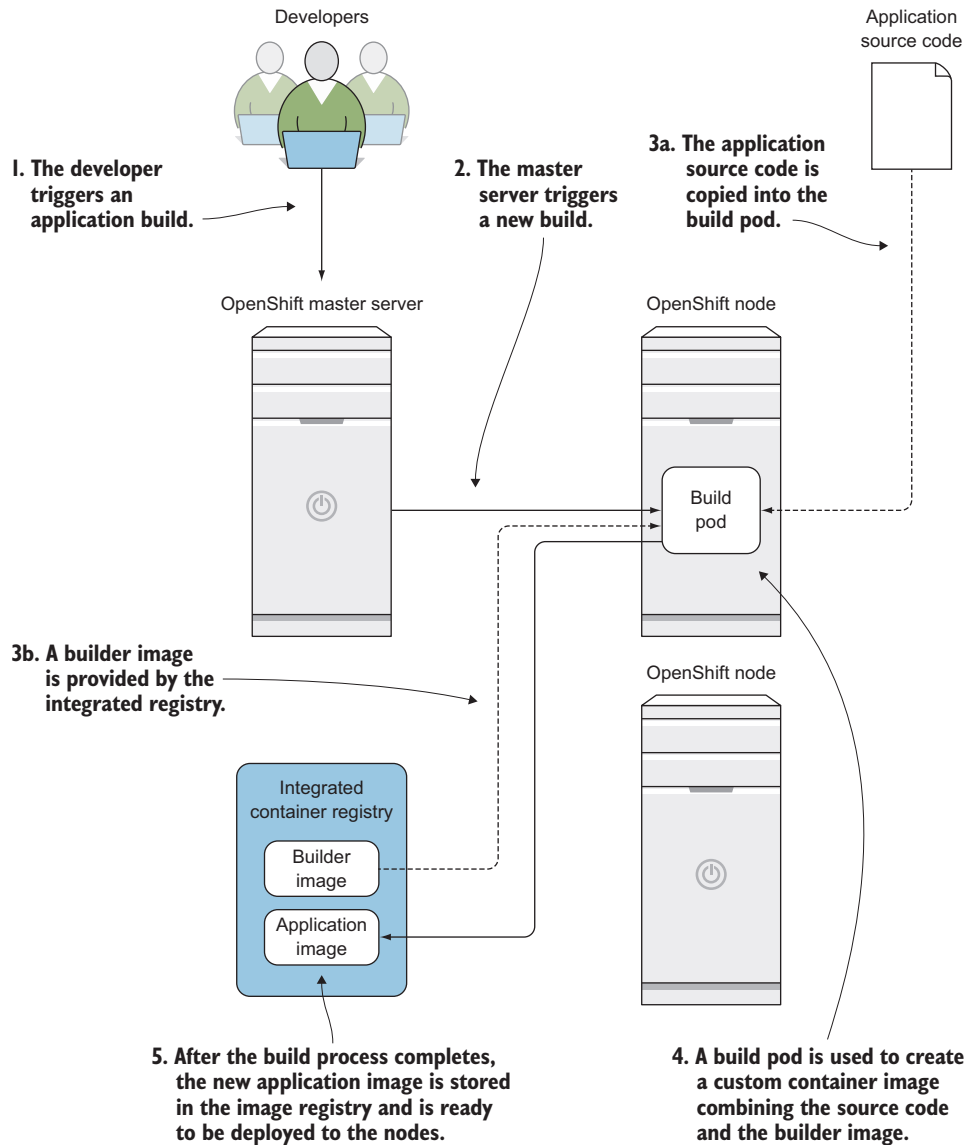 Developers
Application
source code
1. The developer
triggers an
application build.
2. The master
server triggers
a new build.
3a. The application
source code is
copied into the
build pod.
OpenShift master server
OpenShift node
Build
pod
3b. A builder image
is provided by the
integrated registry.
OpenShift node
Integrated
container registry
Builder
image
Application
image
5. After the build process completes,
the new application image is stored
in the image registry and is ready
to be deployed to the nodes.
4. A build pod is used to create
a custom container image
combining the source code
and the builder image.